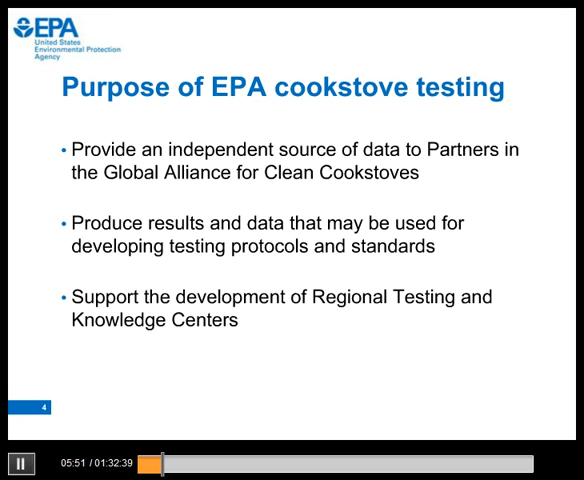 EPA
United States
Environmental Protection
Agency
Purpose of EPA cookstove testing
• Provide an independent source of data to Partners in
the Global Alliance for Clean Cookstoves
• Produce results and data that may be used for
developing testing protocols and standards
• Support the development of Regional Testing and
Knowledge Centers
4
05:51 / 01:32:39